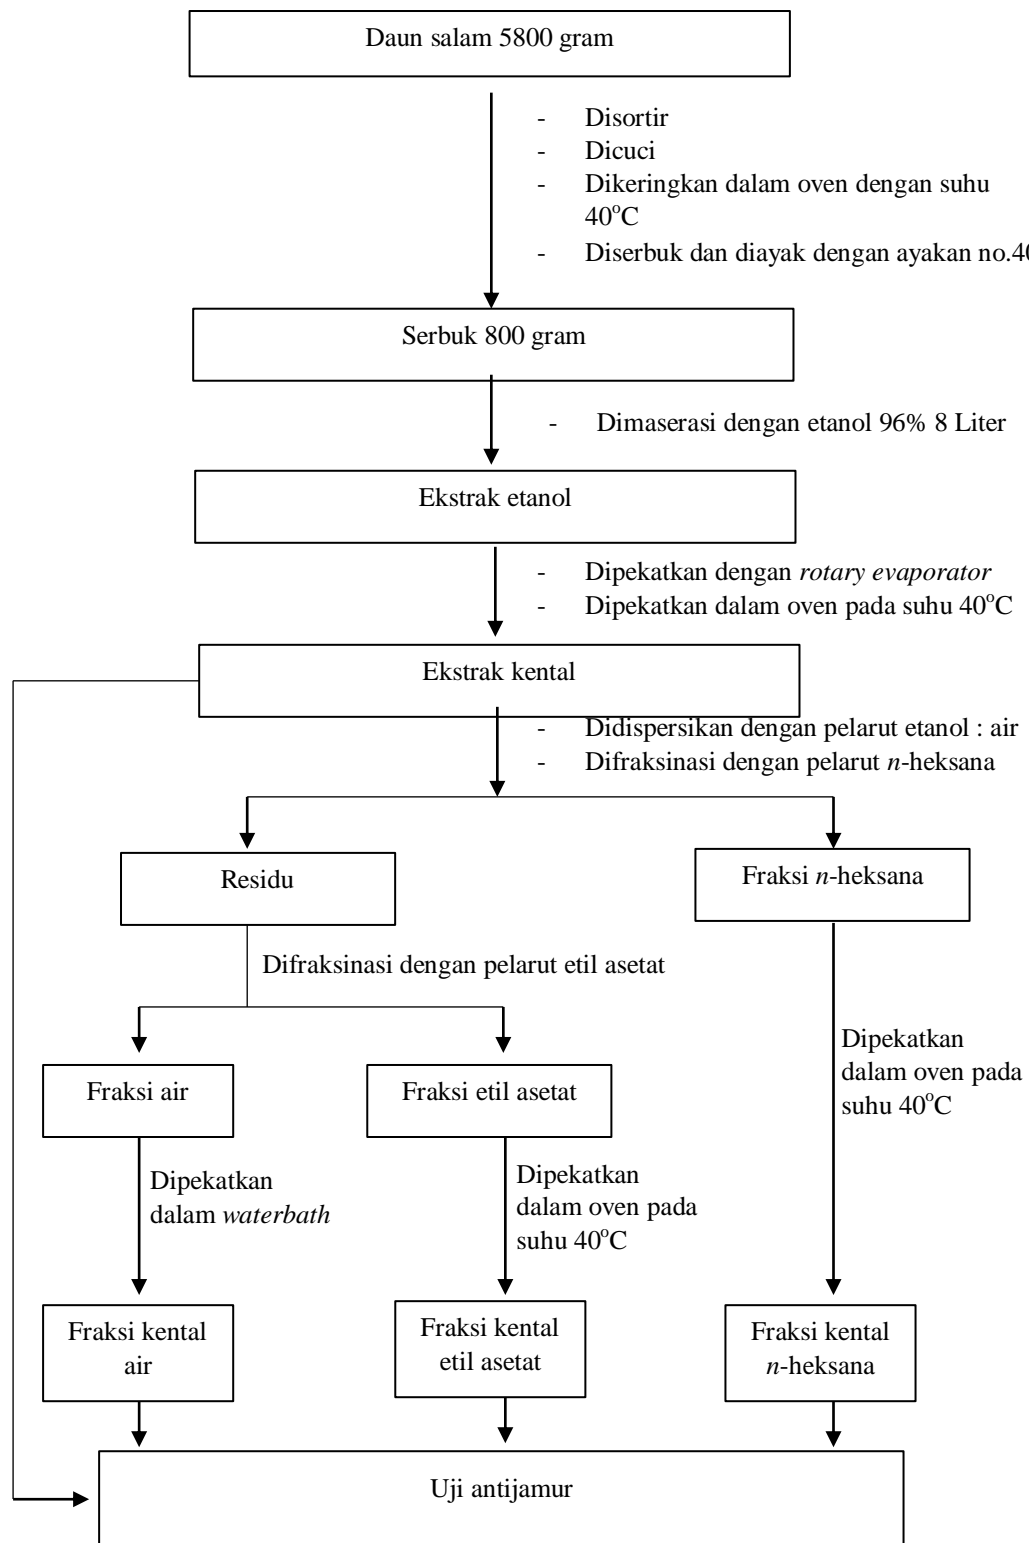 Daun salam 5800 gram
- Disortir
- Dicuci
- Dikeringkan dalam oven dengan suhu
40°C
- Diserbuk dan diayak dengan ayakan no.40
Serbuk 800 gram
- Dimaserasi dengan etanol 96% 8 Liter
Ekstrak etanol
- Dipekatkan dengan rotary evaporator
- Dipekatkan dalam oven pada suhu 40°C
Ekstrak kental
- Didispersikan dengan pelarut etanol : air
- Difraksinasi dengan pelarut n-heksana
Residu
Fraksi n-heksana
Difraksinasi dengan pelarut etil asetat
Fraksi air
Fraksi etil asetat
Dipekatkan
dalam oven pada
suhu 40°C
Dipekatkan
dalam waterbath
Dipekatkan
dalam oven pada
suhu 40°C
Fraksi kental
air
Fraksi kental
etil asetat
Fraksi kental
n-heksana
Uji antijamur